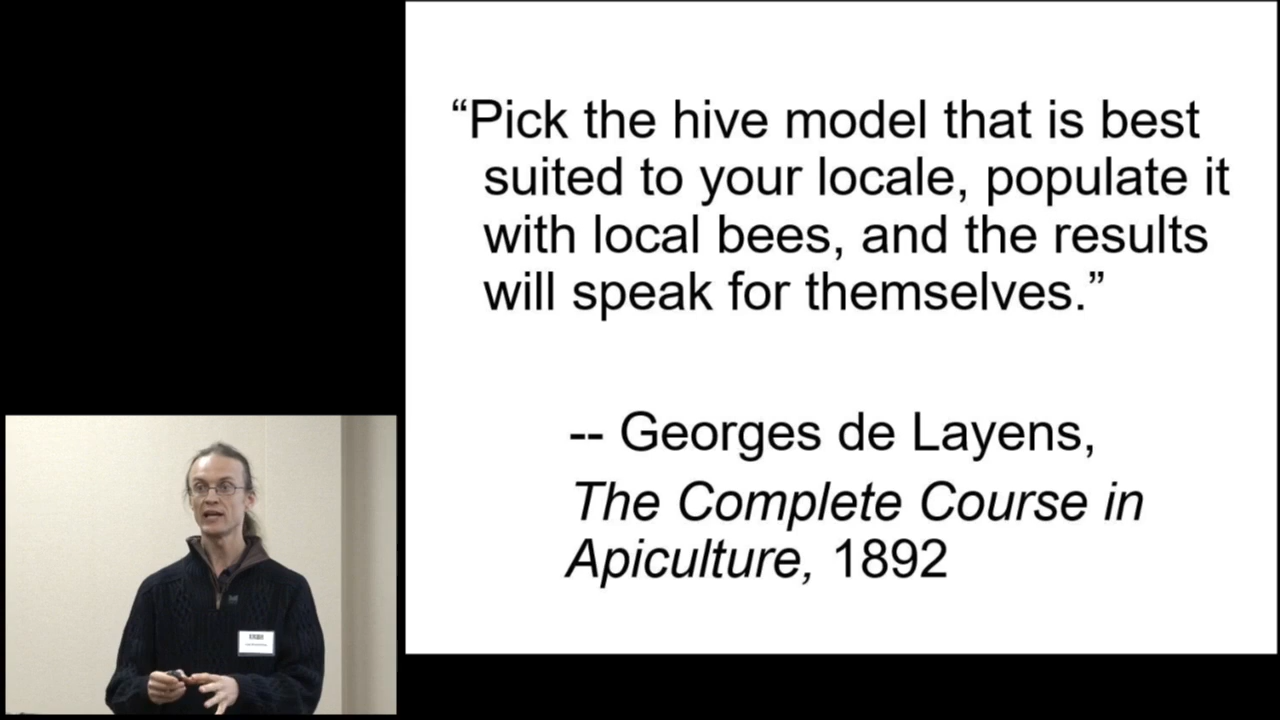 “Pick the hive model that is best
suited to your locale, populate it
with local bees, and the results
will speak for themselves.”
-- Georges de Layens,
The Complete Course in
Apiculture, 1892